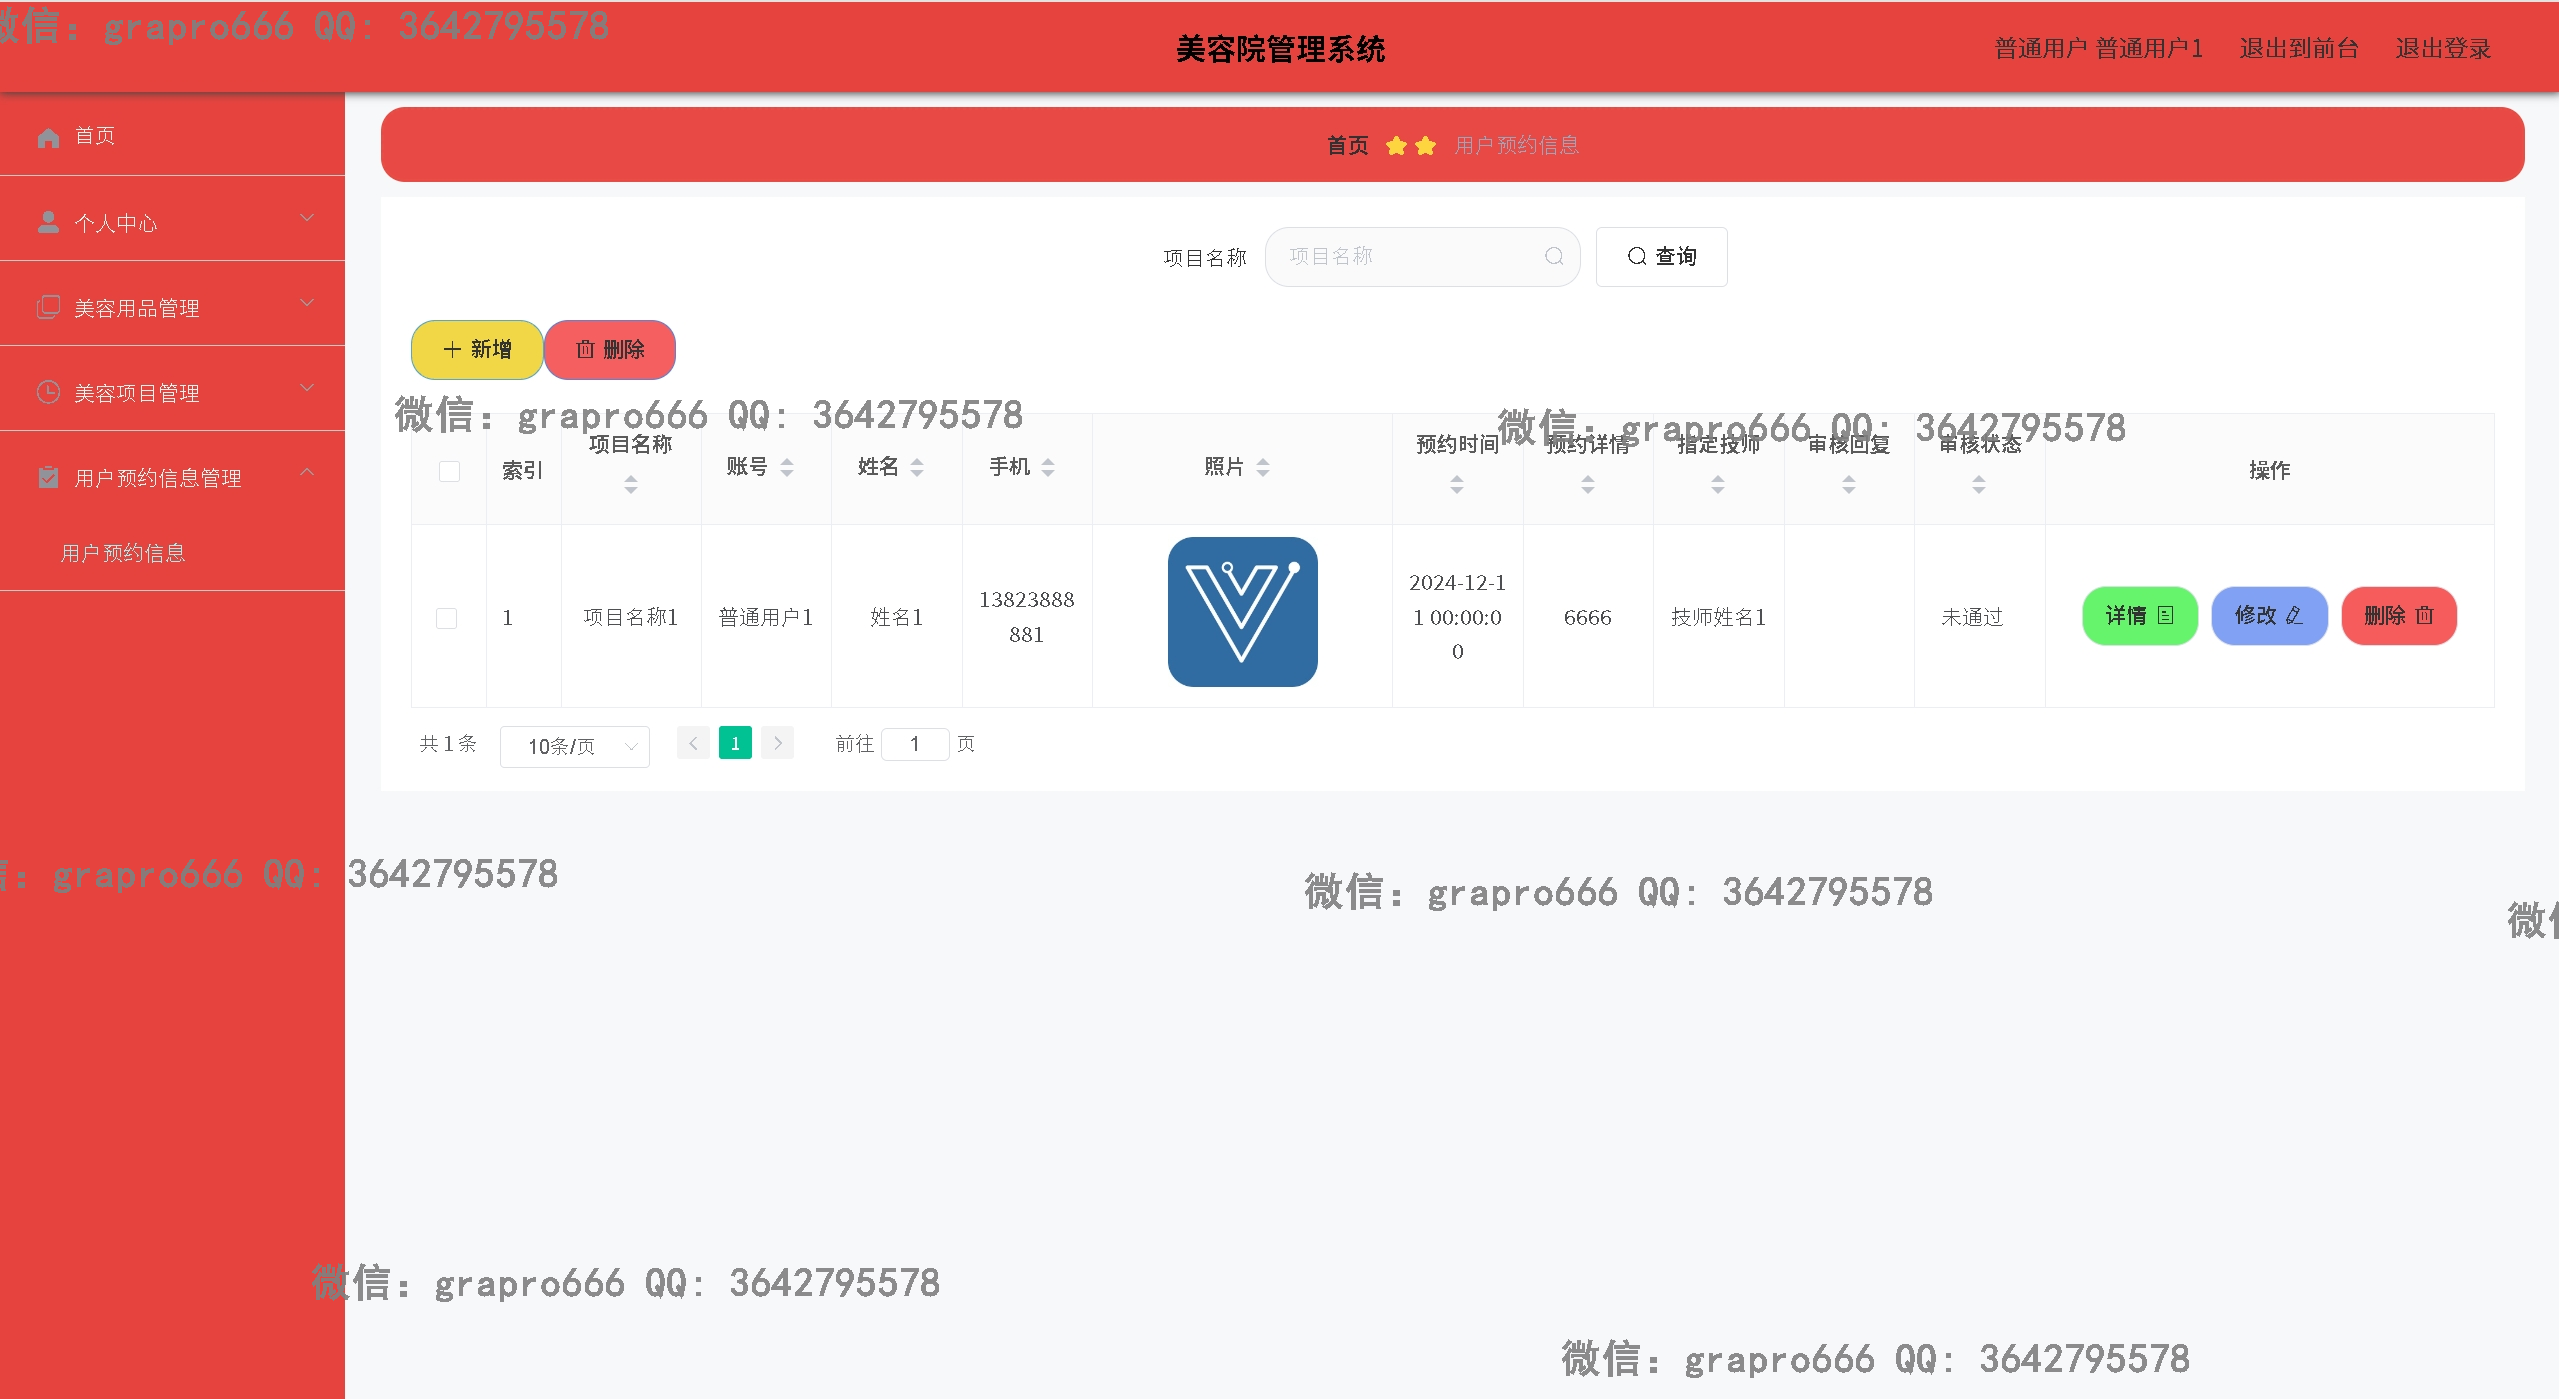 微信: grapro666 QQ: 3642795578
美容院管理系统
普通用户 普通用户1 退出到前台 退出登录
首页
个人中心
美容用品管理
美容项目管理
用户预约信息管理
用户预约信息
首页 用户预约信息
项目名称 项目名称 查询
新增 删除
微信: grapro666 QQ: 3642795578
微信: grapro666 QQ: 3642795578
索引 项目名称 账号 姓名 手机 照片 预约时间 预约详情 指定技师 审核回复 审核状态 操作
1 项目名称1 普通用户1 姓名1 13823888881 2024-12-11 00:00:00 6666 技师姓名1 未通过 详情 修改 删除
共 1 条 10条/页 1 前往 1 页
信: grapro666 QQ: 3642795578
微信: grapro666 QQ: 3642795578
微信
微信: grapro666 QQ: 3642795578
微信: grapro666 QQ: 3642795578